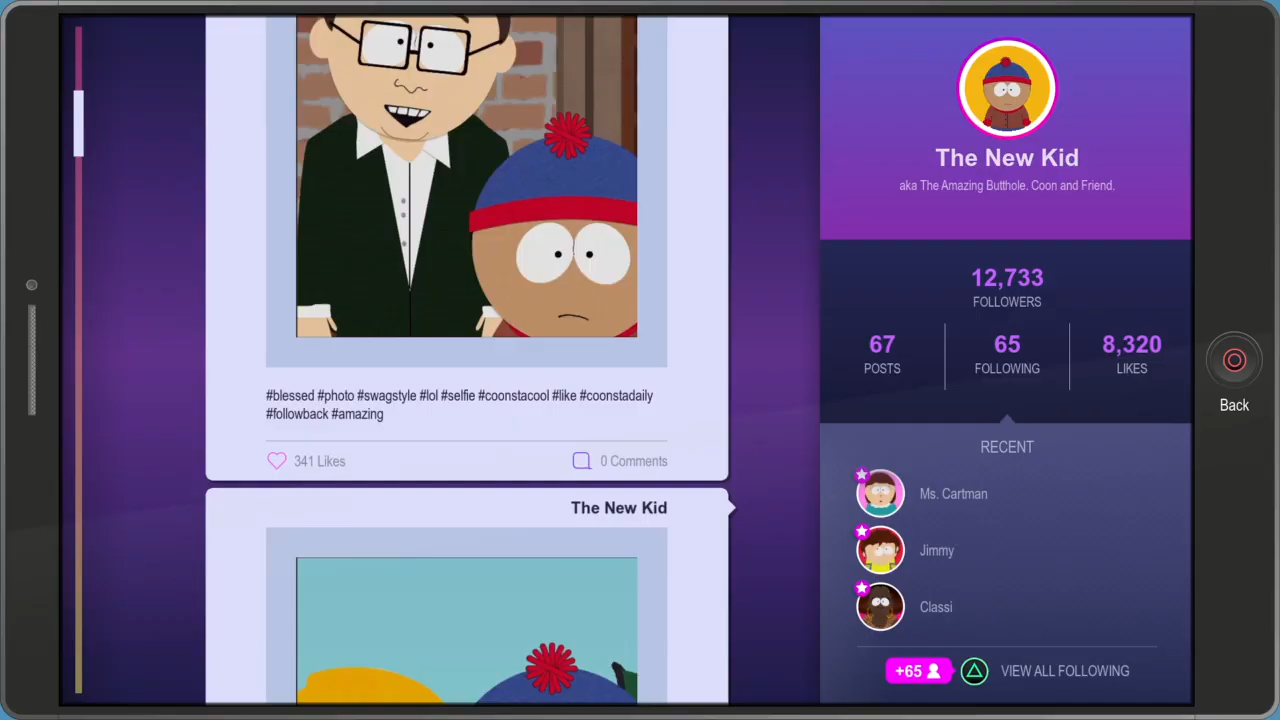 #blessed #photo #swagstyle #lol #selfie #coonstacool #like #coonstadaily
#followback #amazing
341 Likes
0 Comments
The New Kid
The New Kid
aka The Amazing Butthole. Coon and Friend.
12,733
FOLLOWERS
67
POSTS
65
FOLLOWING
8,320
LIKES
RECENT
Ms. Cartman
Jimmy
Classi
+65
VIEW ALL FOLLOWING
Back